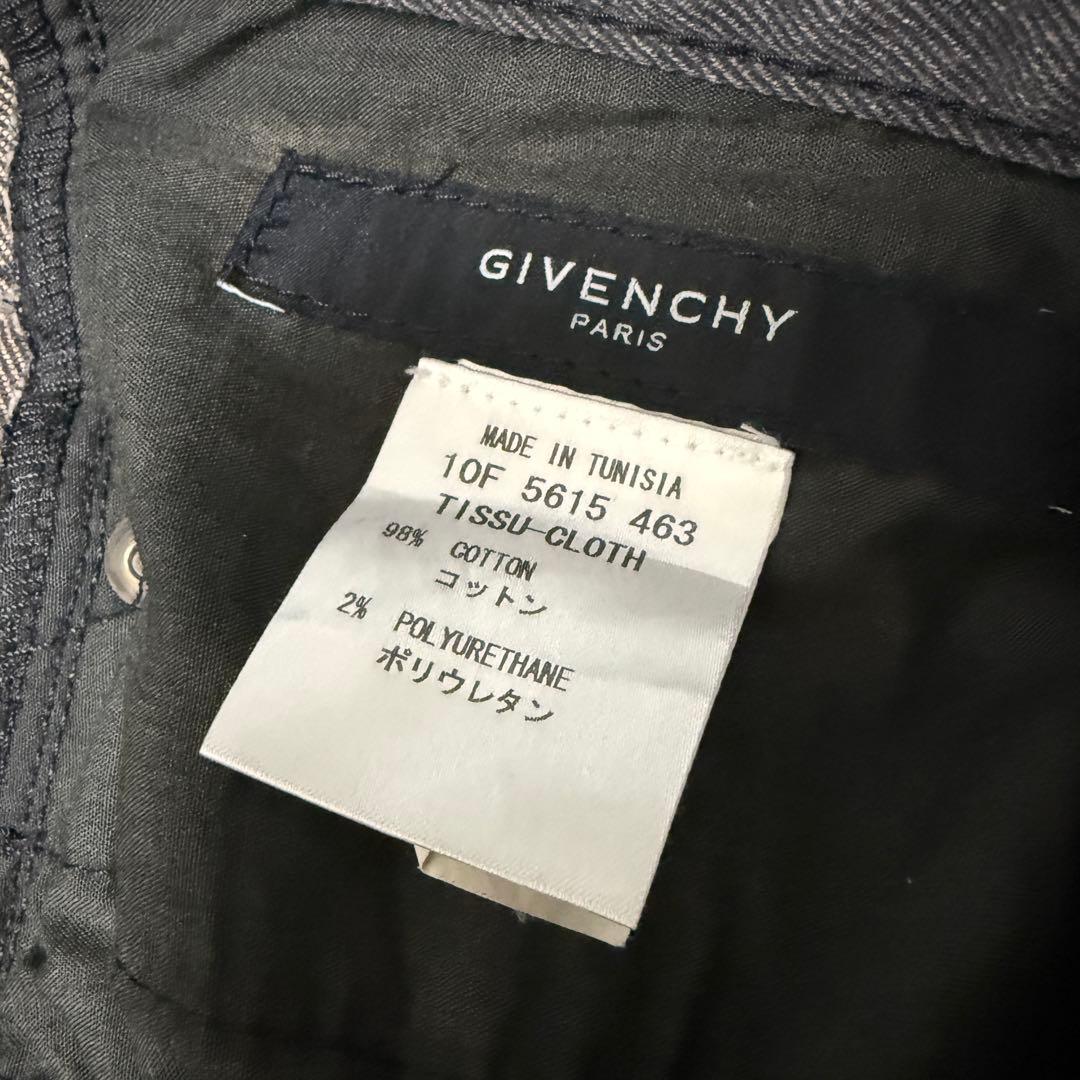 GIVENCHY
PARIS
MADE IN TUNISIA
10F 5615 463
TISSU-CLOTH
98% COTTON
コットン
2% POLYURETHANE
ポリウレタン